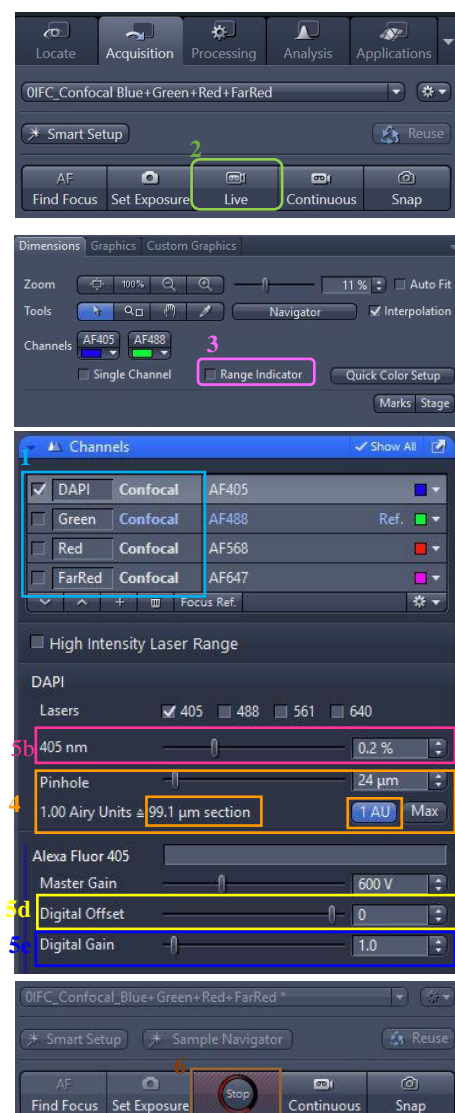 Locate Acquisition Processing Analysis Applications
0IFC_Confocal Blue+Green+Red+FarRed
Smart Setup Reuse
2
AF
Find Focus Set Exposure Live Continuous Snap
Dimensions Graphics Custom Graphics
Zoom 100% 11 % Auto Fit
Tools Navigator Interpolation
Channels AF405 AF488
3
Single Channel Range Indicator Quick Color Setup
Marks Stage
Channels Show All
1
DAPI Confocal AF405
Green Confocal AF488 Ref.
Red Confocal AF568
FarRed Confocal AF647
+ Focus Ref.
High Intensity Laser Range
DAPI
Lasers 405 488 561 640
5b 405 nm 0.2 %
Pinhole 24 µm
4
1.00 Airy Units ≙ 99.1 µm section 1 AU Max
Alexa Fluor 405
Master Gain 600 V
5d Digital Offset 0
5e Digital Gain 1.0
0IFC_Confocal_Blue+Green+Red+FarRed *
Smart Setup Sample Navigator Reuse
6
AF Stop
Find Focus Set Exposure Continuous Snap